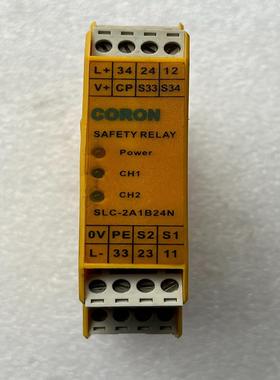 L+ 34 24 12
V+ CP S33 S34
CORON
SAFETY RELAY
Power
CH1
CH2
SLC-2A1B24N
0V PE S2 S1
L- 33 23 11